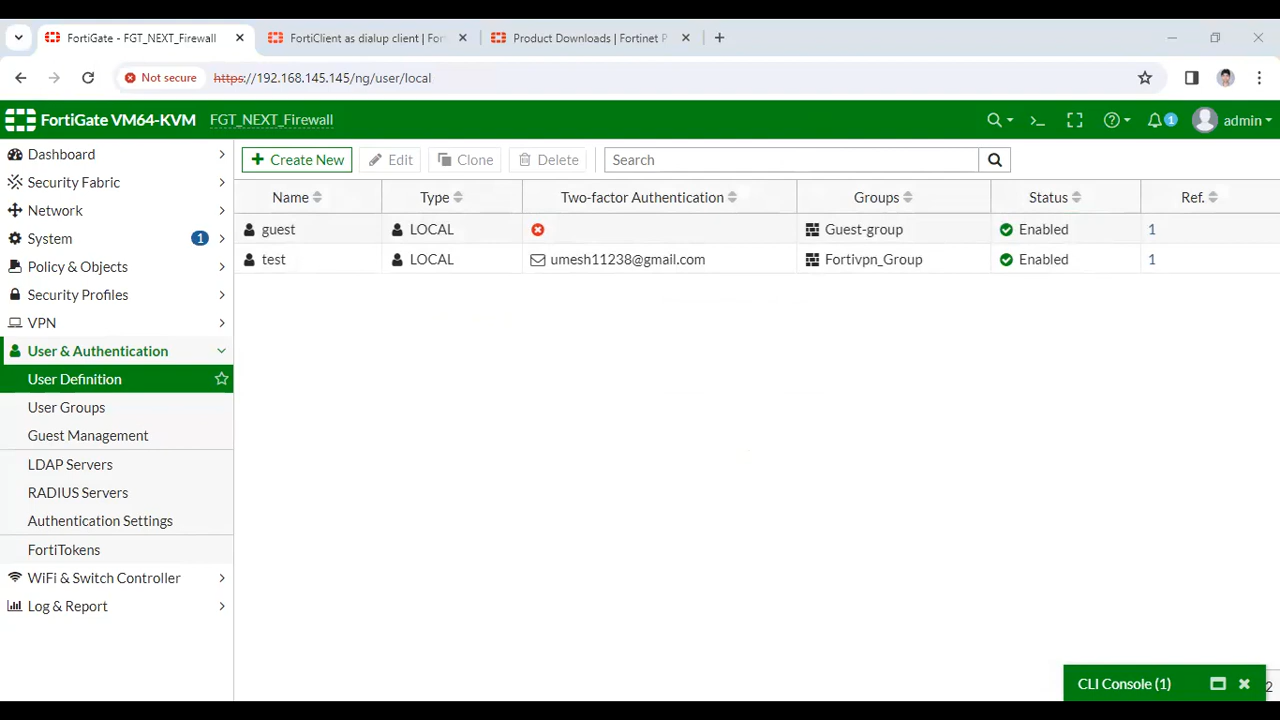 FortiGate - FGT_NEXT_Firewall
FortiClient as dialup client | For
Product Downloads | Fortinet P
Not secure
https://192.168.145.145/ng/user/local
FortiGate VM64-KVM
FGT_NEXT_Firewall
1
admin
Dashboard
Security Fabric
Network
System
1
Policy & Objects
Security Profiles
VPN
User & Authentication
User Definition
User Groups
Guest Management
LDAP Servers
RADIUS Servers
Authentication Settings
FortiTokens
WiFi & Switch Controller
Log & Report
Create New
Edit
Clone
Delete
Search
Name Type Two-factor Authentication Groups Status Ref.
guest LOCAL Guest-group Enabled 1
test LOCAL umesh11238@gmail.com Fortivpn_Group Enabled 1
CLI Console (1)
2